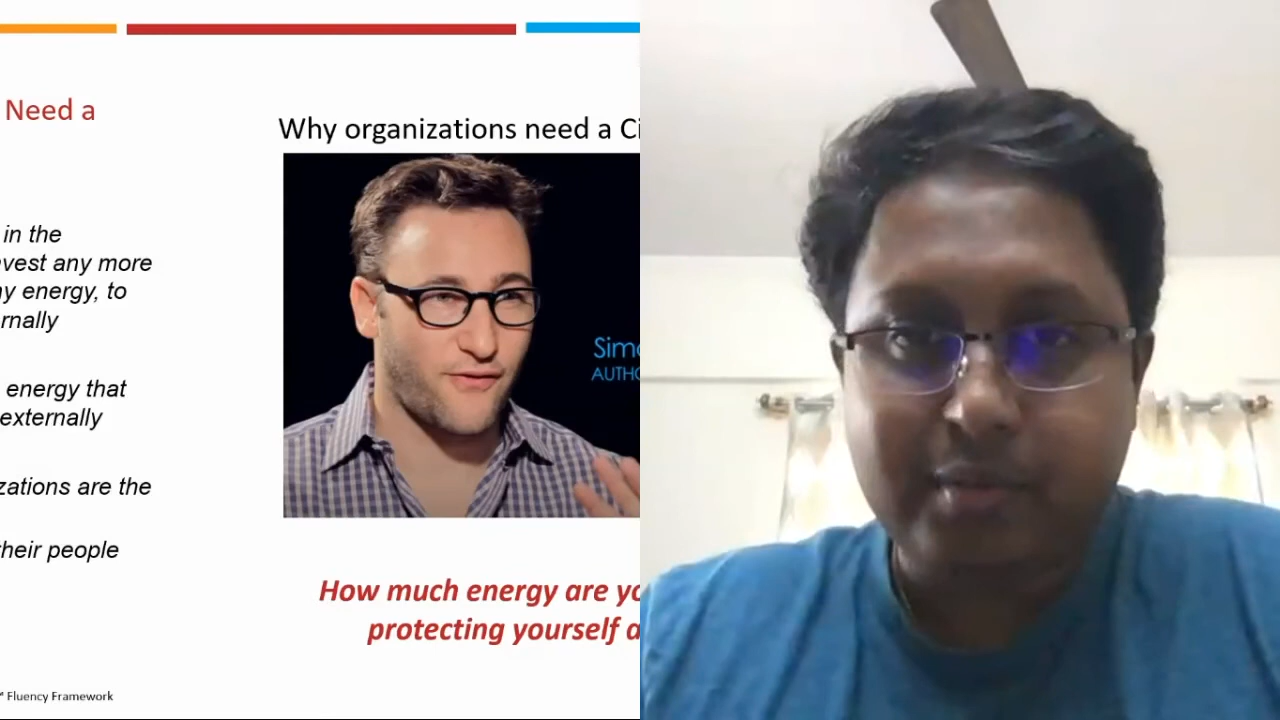 Need a
Why organizations need a Ci
in the
vest any more
y energy, to
rnally
energy that
externally
zations are the
their people
Sim
AUTHO
How much energy are yo
protecting yourself a
Fluency Framework